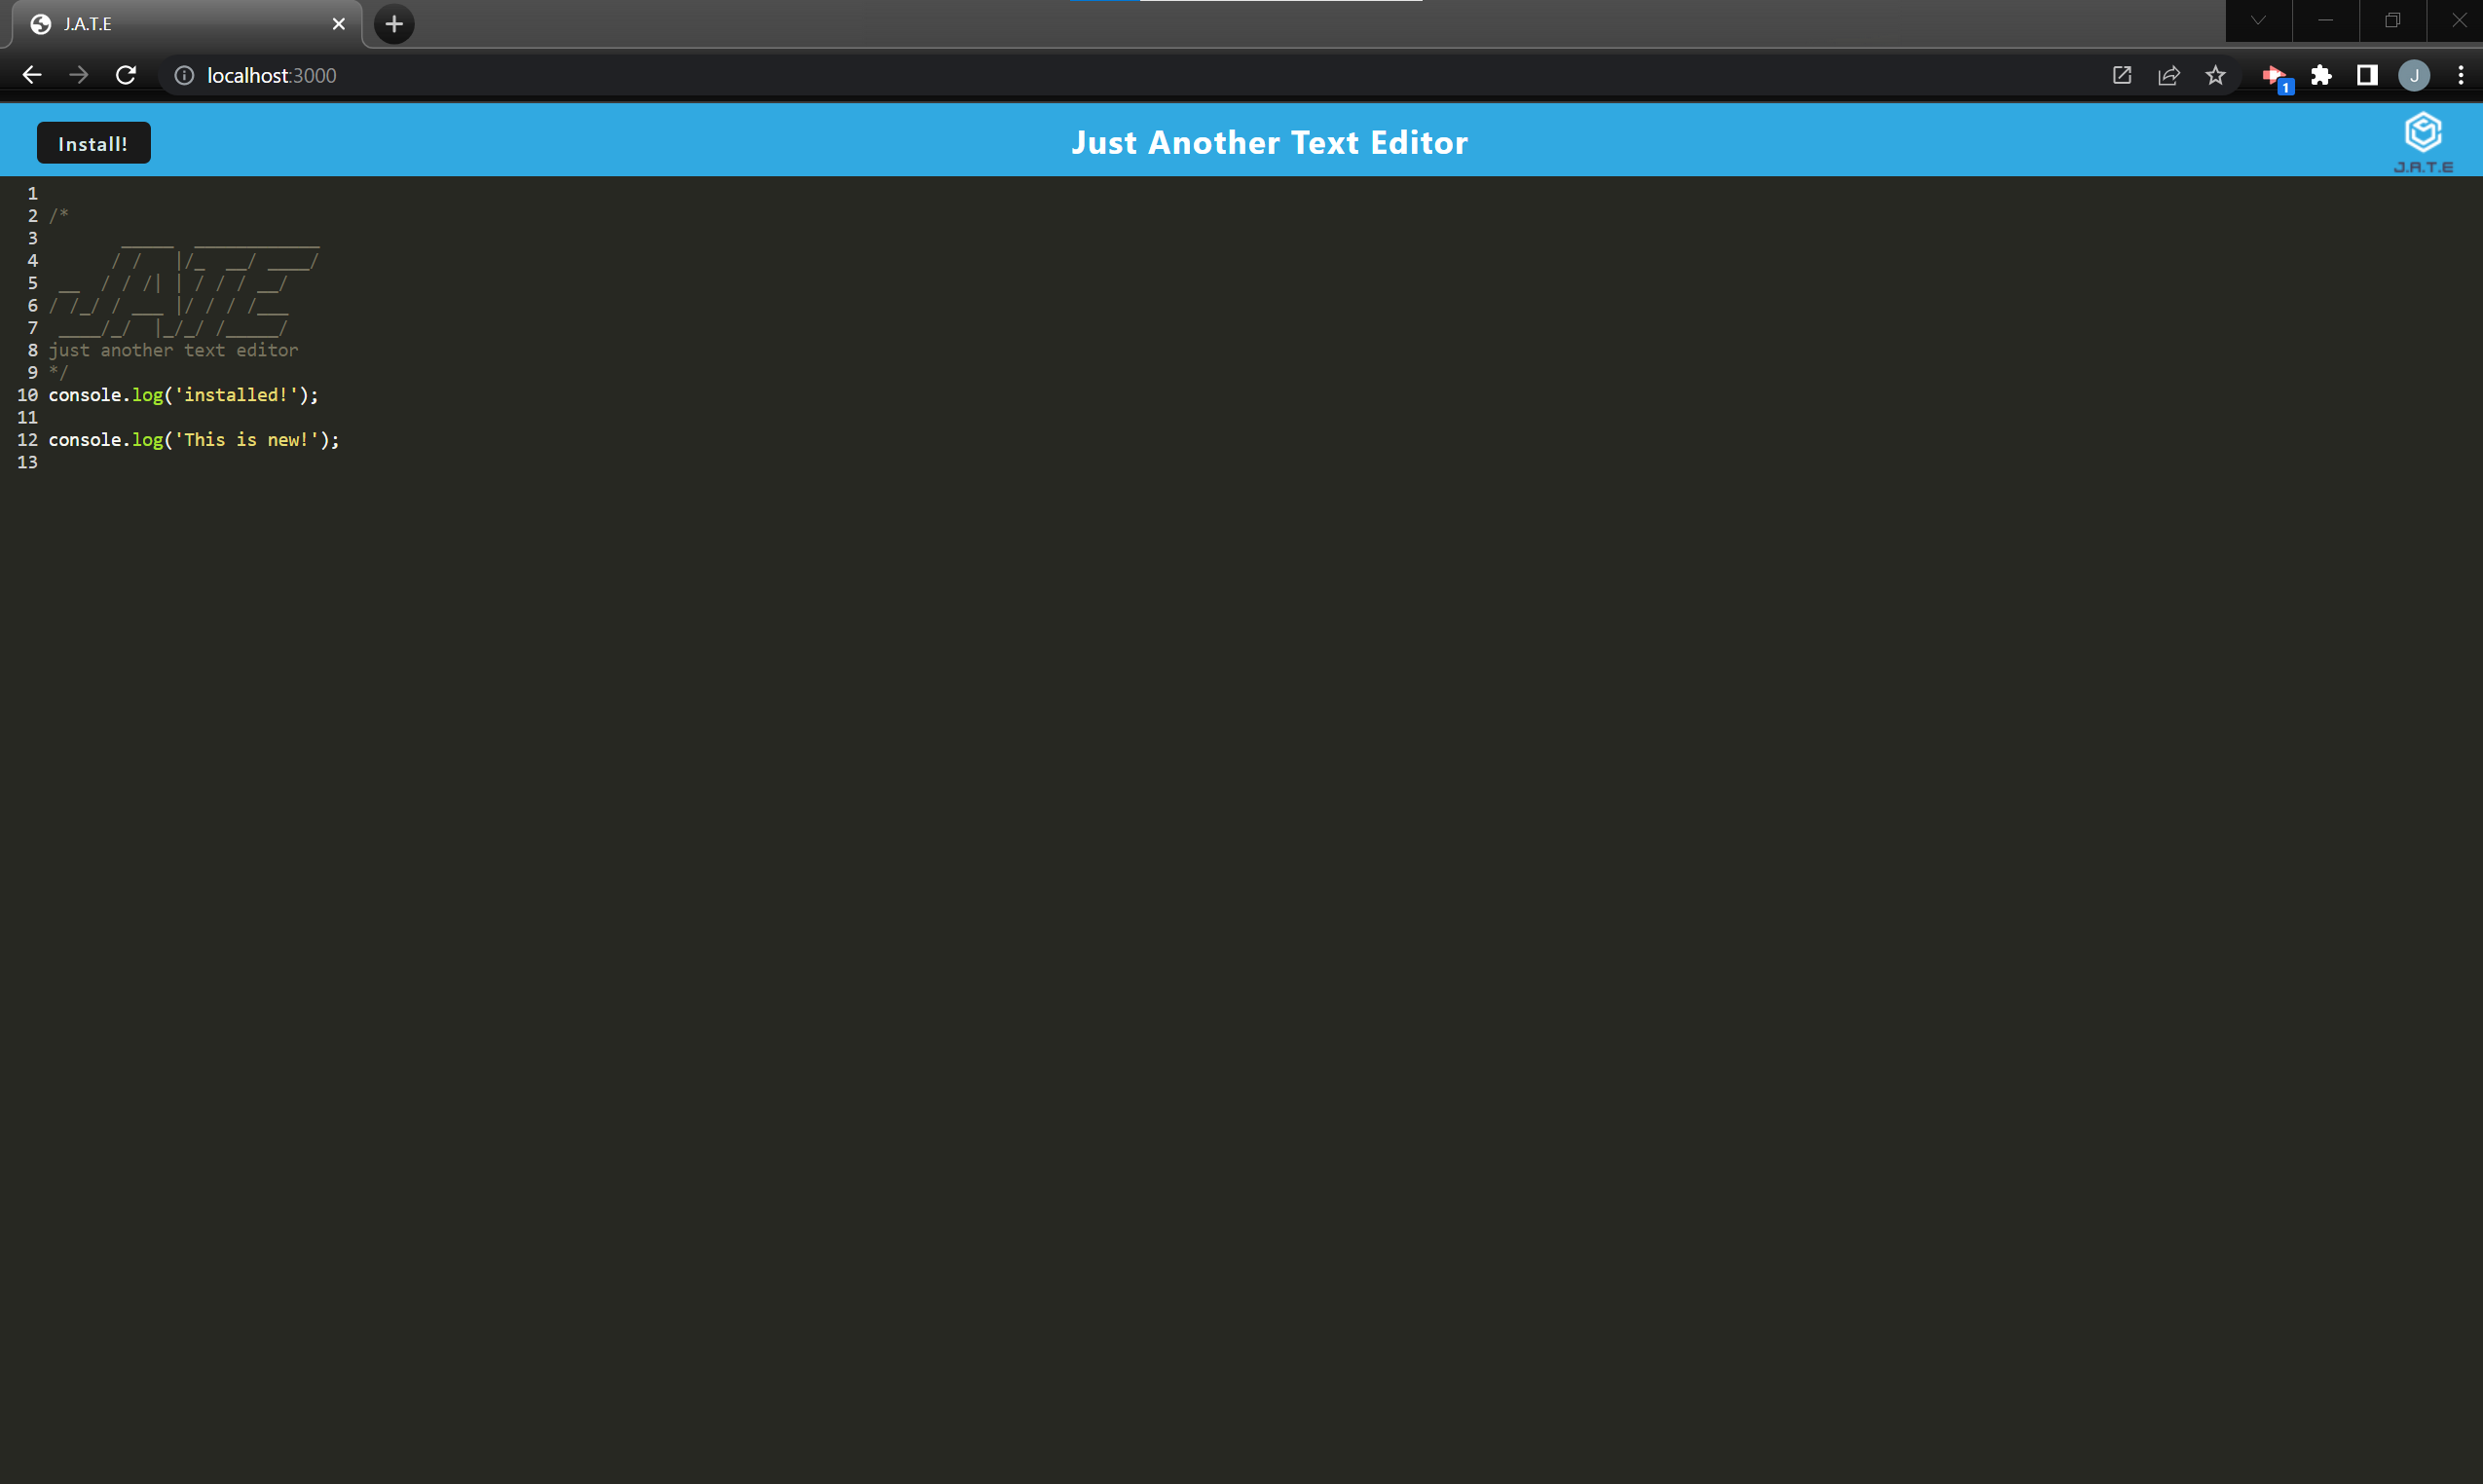 J.A.T.E
localhost:3000
1
J
Install!
Just Another Text Editor
J.A.T.E
1
2 /*
3        _____  ____________
4       / /   |/_  __/ ____/
5  __  / / /| | / / / __/
6 / /_/ / ___ |/ / / /___
7  ____/_/  |_/_/ /_____/
8 just another text editor
9 */
10 console.log('installed!');
11
12 console.log('This is new!');
13